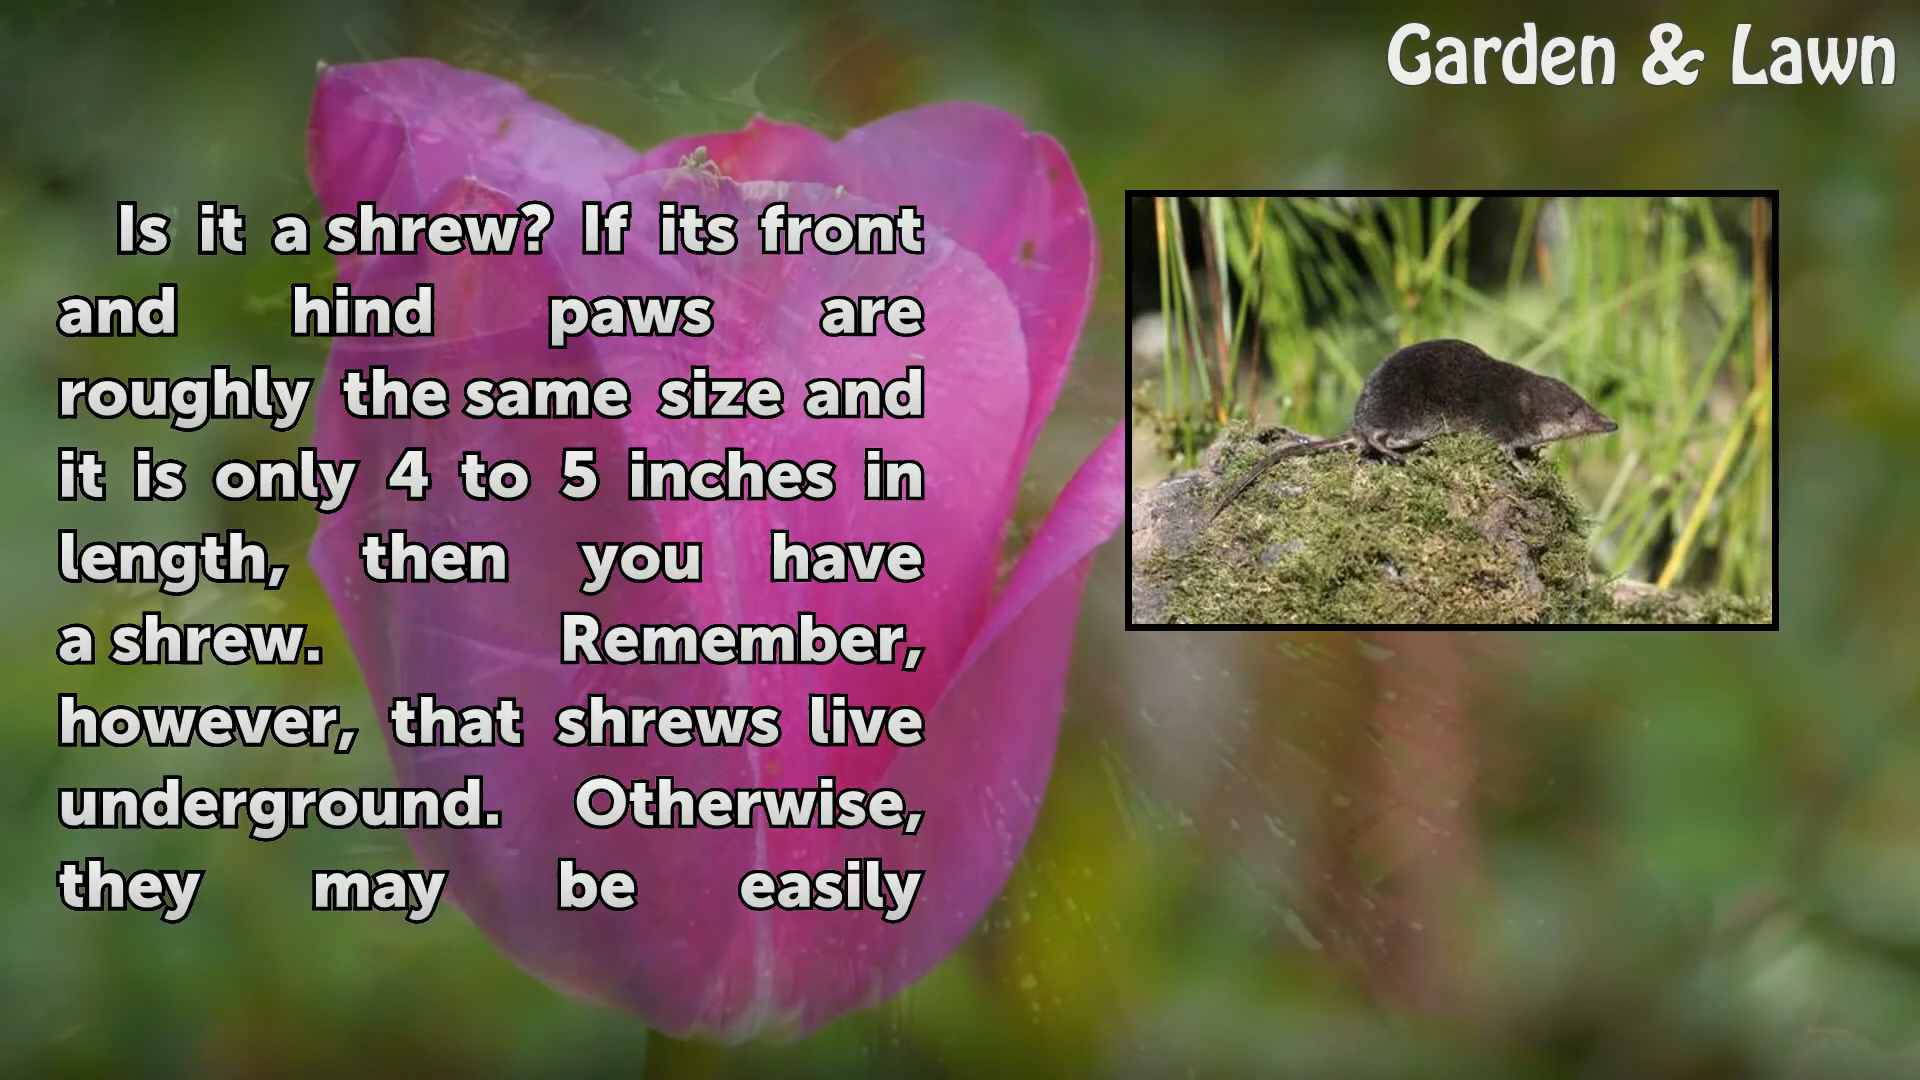 Garden & Lawn
Is it a shrew? If its front
and hind paws are
roughly the same size and
it is only 4 to 5 inches in
length, then you have
a shrew. Remember,
however, that shrews live
underground. Otherwise,
they may be easily